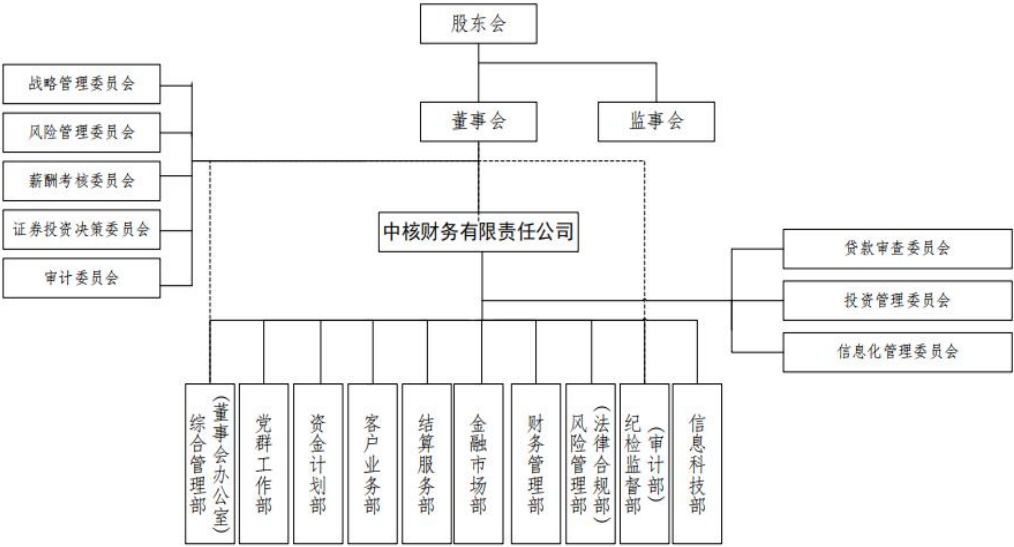 股东会
董事会
监事会
战略管理委员会
风险管理委员会
薪酬考核委员会
证券投资决策委员会
审计委员会
中核财务有限责任公司
贷款审查委员会
投资管理委员会
信息化管理委员会
综合管理部
（董事会办公室）
党群工作部
资金计划部
客户业务部
结算服务部
金融市场部
财务管理部
风险管理部
（法律合规部）
纪检监督部
（审计部）
信息科技部